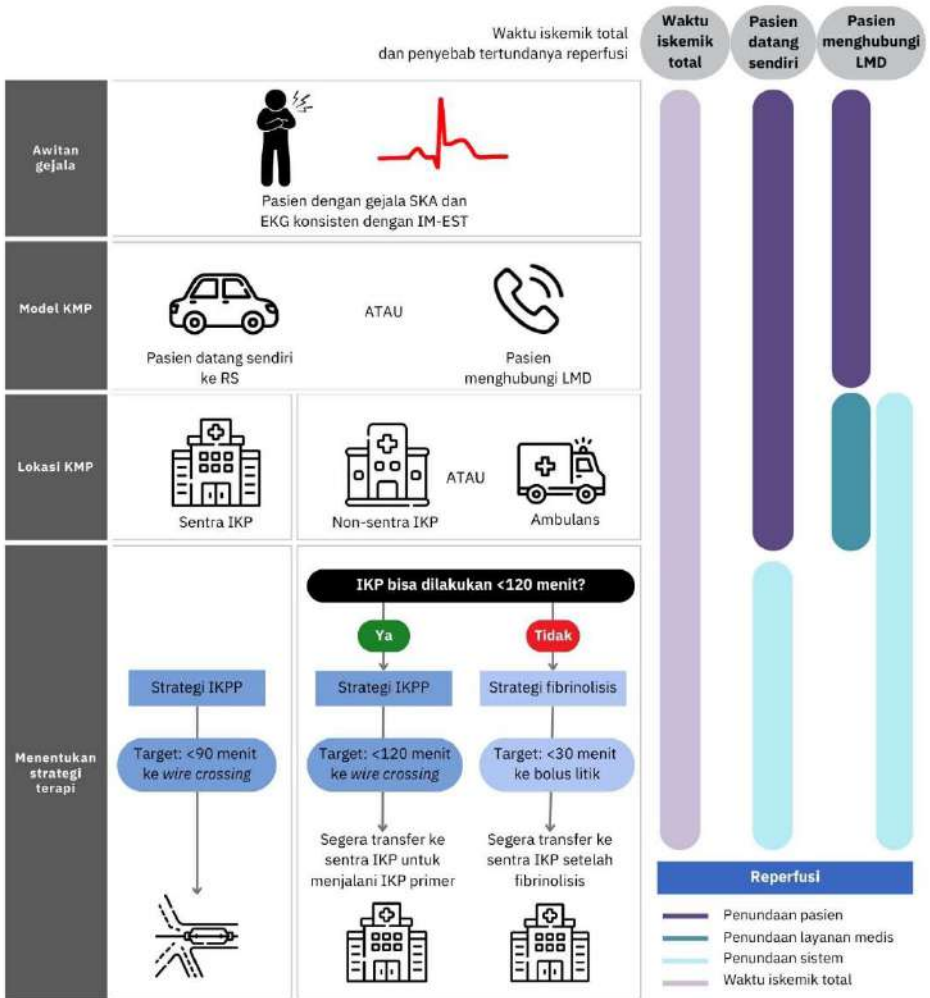 Waktu iskemik total
dan penyebab tertundanya reperfusi
Waktu
iskemik
total
Pasien
datang
sendiri
Pasien
menghubungi
LMD
Awitan
gejala
Pasien dengan gejala SKA dan
EKG konsisten dengan IM-EST
Model KMP
ATAU
Pasien datang sendiri
ke RS
Pasien
menghubungi LMD
Lokasi KMP
ATAU
Sentra IKP
Non-sentra IKP
Ambulans
Menentukan
strategi
terapi
IKP bisa dilakukan <120 menit?
Ya
Tidak
Strategi IKPP
Strategi IKPP
Strategi fibrinolisis
Target: <90 menit
ke wire crossing
Target: <120 menit
ke wire crossing
Target: <30 menit
ke bolus litik
Segera transfer ke
sentra IKP untuk
menjalani IKP primer
Segera transfer ke
sentra IKP setelah
fibrinolisis
Reperfusi
Penundaan pasien
Penundaan layanan medis
Penundaan sistem
Waktu iskemik total